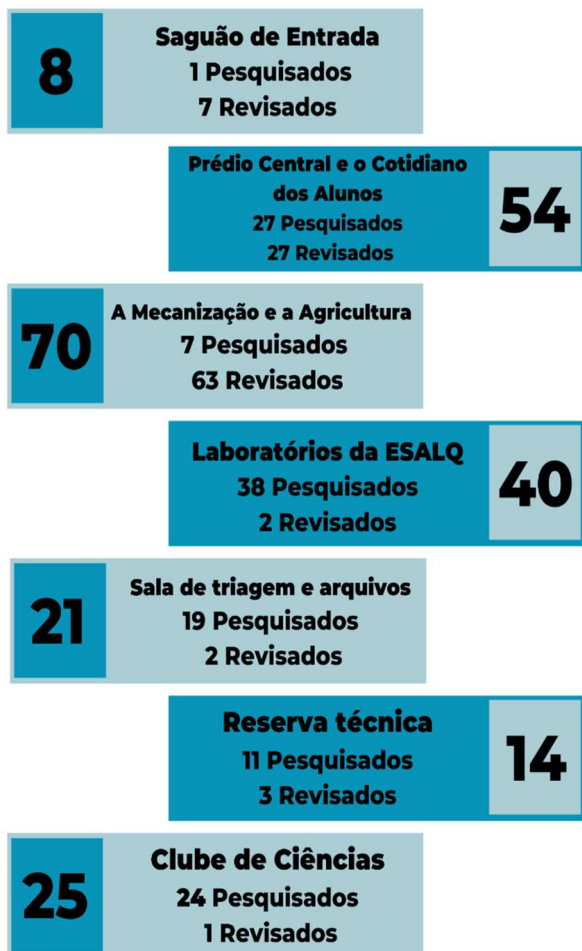 8
Saguão de Entrada
1 Pesquisados
7 Revisados
Prédio Central e o Cotidiano
dos Alunos
27 Pesquisados
27 Revisados
54
70
A Mecanização e a Agricultura
7 Pesquisados
63 Revisados
Laboratórios da ESALQ
38 Pesquisados
2 Revisados
40
21
Sala de triagem e arquivos
19 Pesquisados
2 Revisados
Reserva técnica
11 Pesquisados
3 Revisados
14
25
Clube de Ciências
24 Pesquisados
1 Revisados